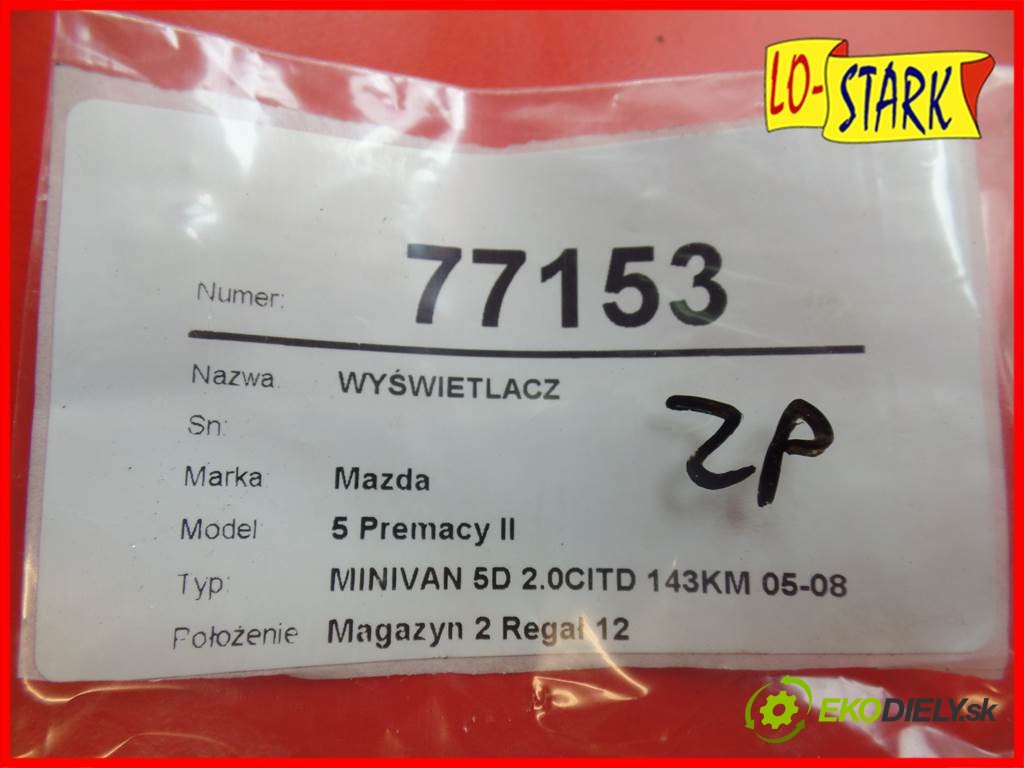 LO-STARK
Numer: 77153
Nazwa: WYŚWIETLACZ
Sn:
Marka Mazda
Model 5 Premacy II
Typ: MINIVAN 5D 2.0CITD 143KM 05-08
Położenie Magazyn 2 Regał 12
ZP
EKODIELY.sk